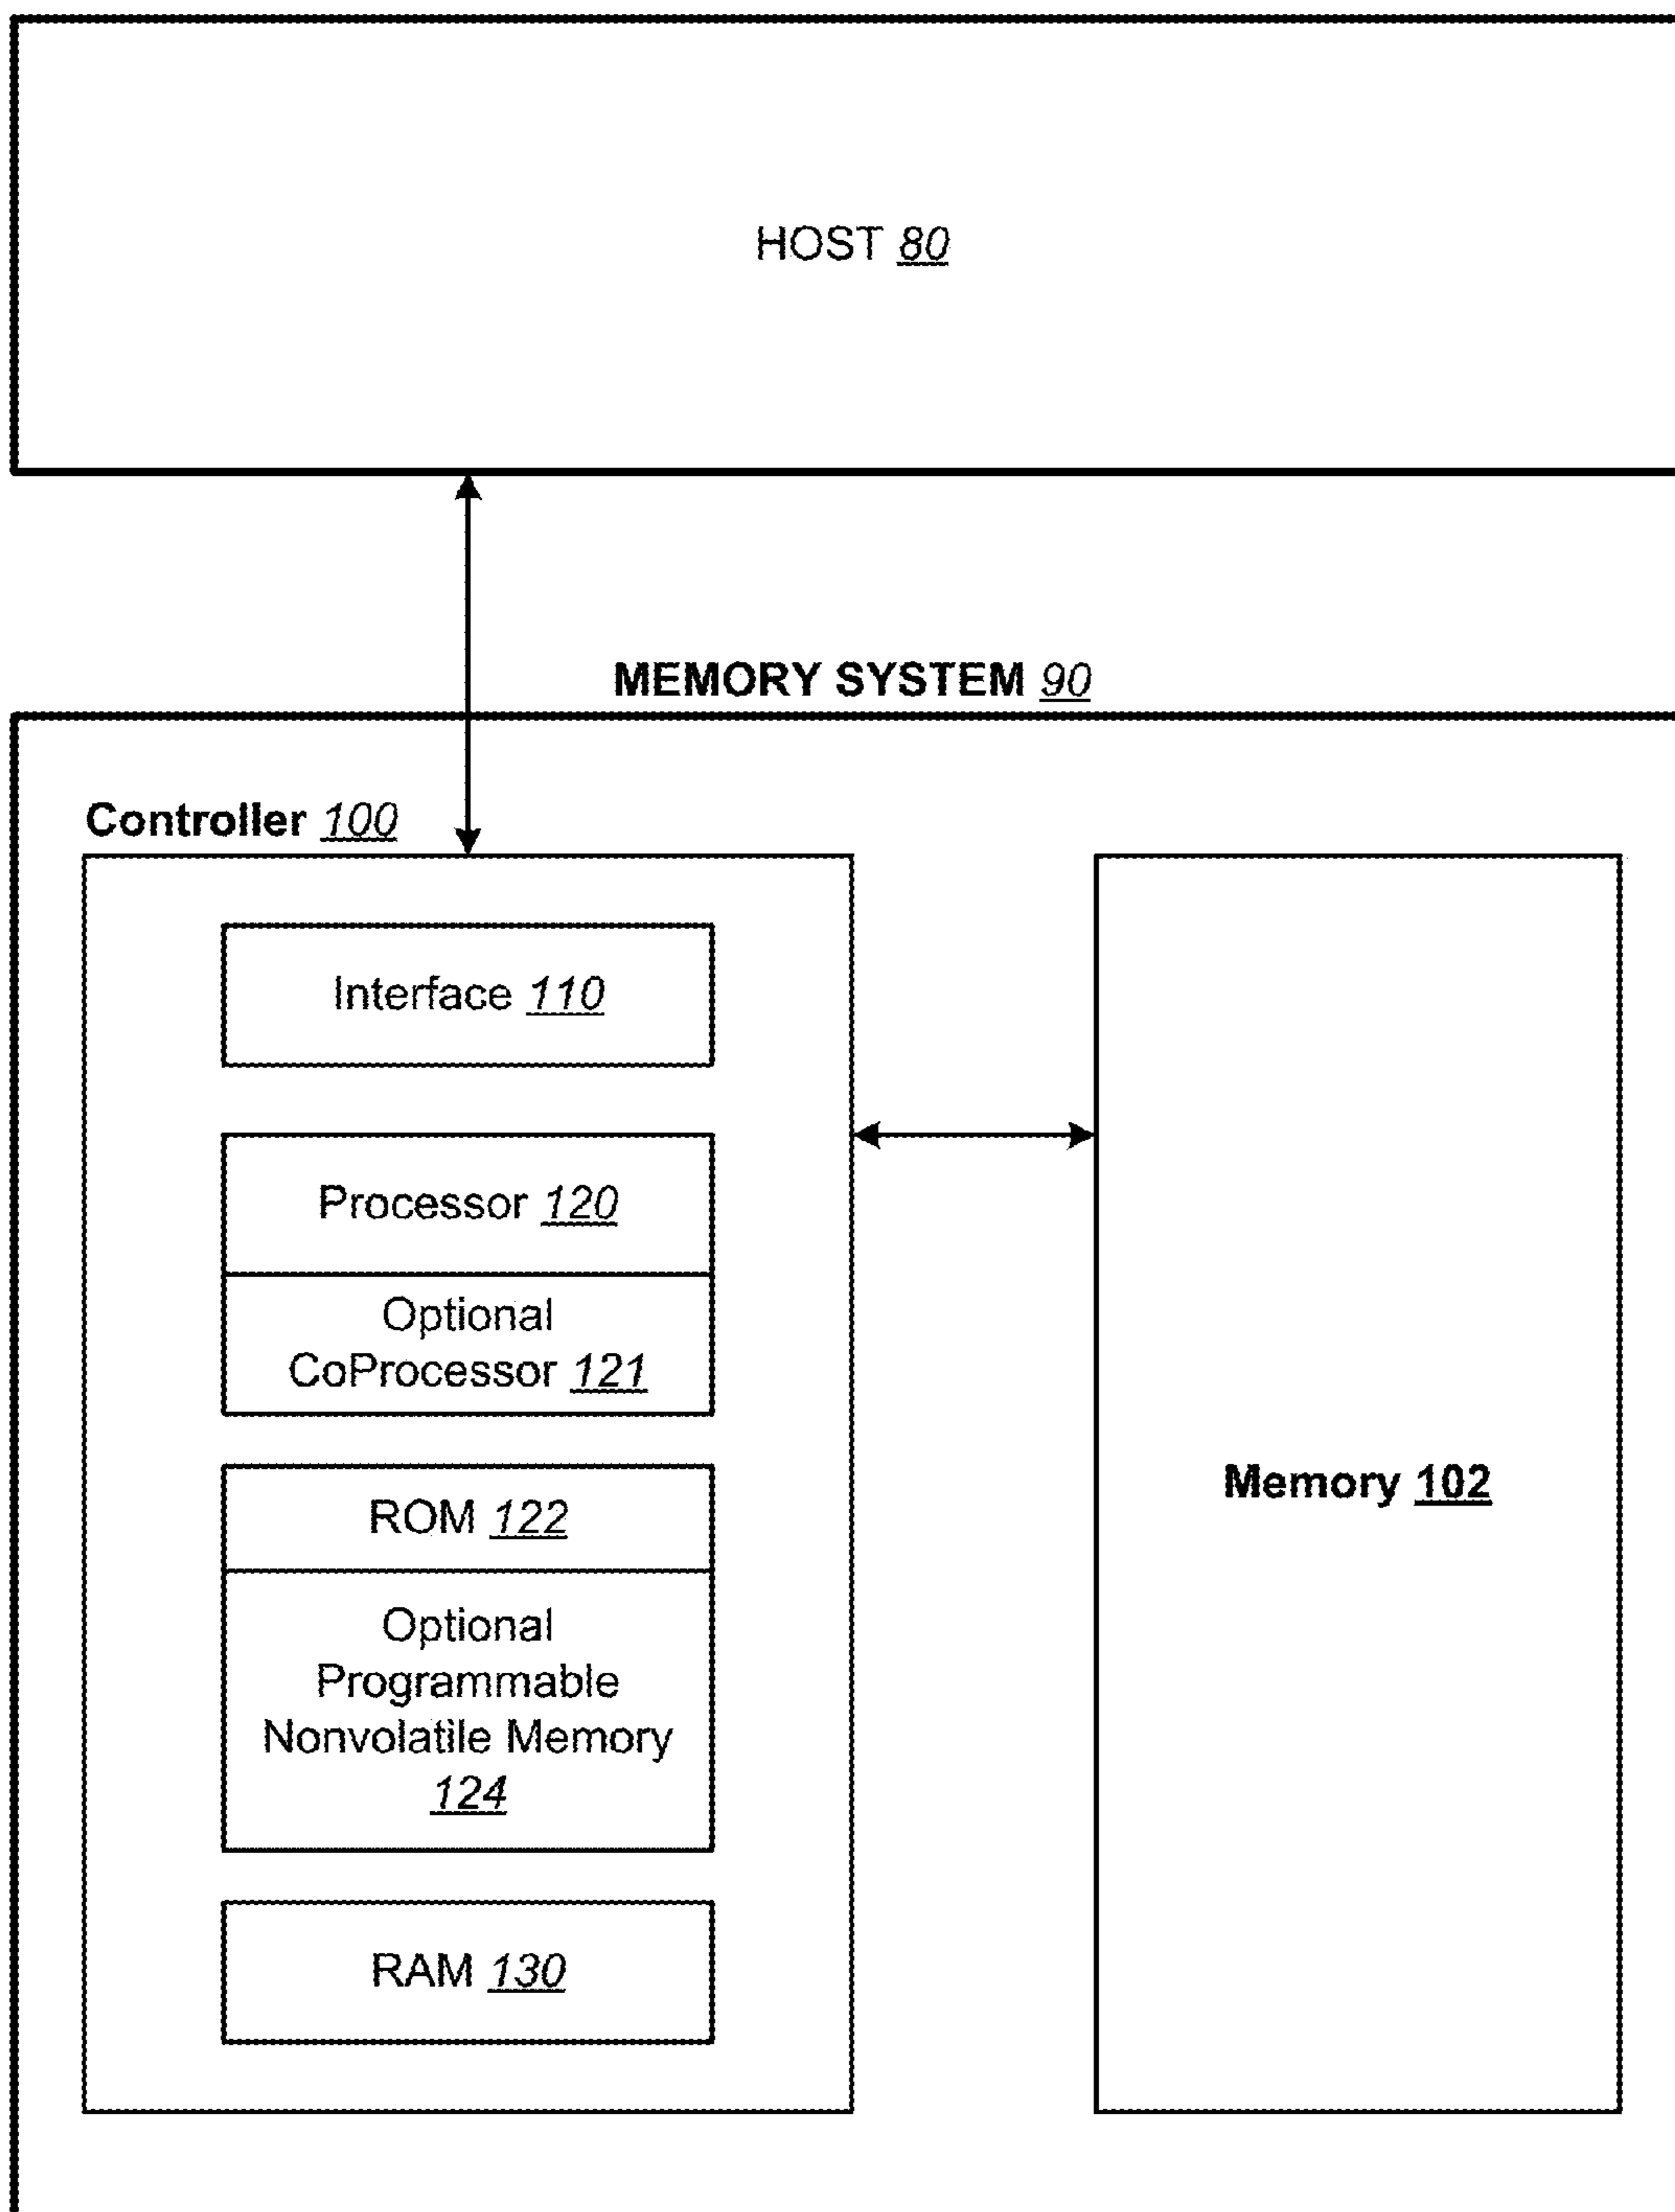 HOST 80
MEMORY SYSTEM 90
Controller 100
Interface 110
Processor 120
Optional
CoProcessor 121
ROM 122
Optional
Programmable
Nonvolatile Memory
124
RAM 130
Memory 102